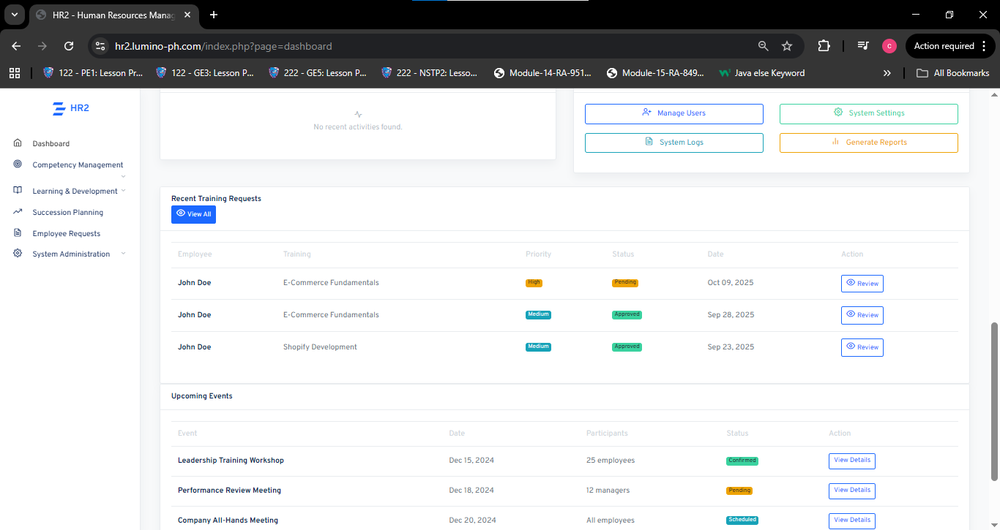 HR2 - Human Resources Manag
hr2.lumino-ph.com/index.php?page=dashboard
C
Action required
122 - PE1: Lesson Pr...
122 - GE3: Lesson P...
222 - GE5: Lesson P...
222 - NSTP2: Lesso...
Module-14-RA-951...
Module-15-RA-849...
Java else Keyword
All Bookmarks
HR2
Dashboard
Competency Management
Learning & Development
Succession Planning
Employee Requests
System Administration
No recent activities found.
Manage Users
System Settings
System Logs
Generate Reports
Recent Training Requests
View All
Employee Training Priority Status Date Action
John Doe E-Commerce Fundamentals High Pending Oct 09, 2025 Review
John Doe E-Commerce Fundamentals Medium Approved Sep 28, 2025 Review
John Doe Shopify Development Medium Approved Sep 23, 2025 Review
Upcoming Events
Event Date Participants Status Action
Leadership Training Workshop Dec 15, 2024 25 employees Confirmed View Details
Performance Review Meeting Dec 18, 2024 12 managers Pending View Details
Company All-Hands Meeting Dec 20, 2024 All employees Scheduled View Details